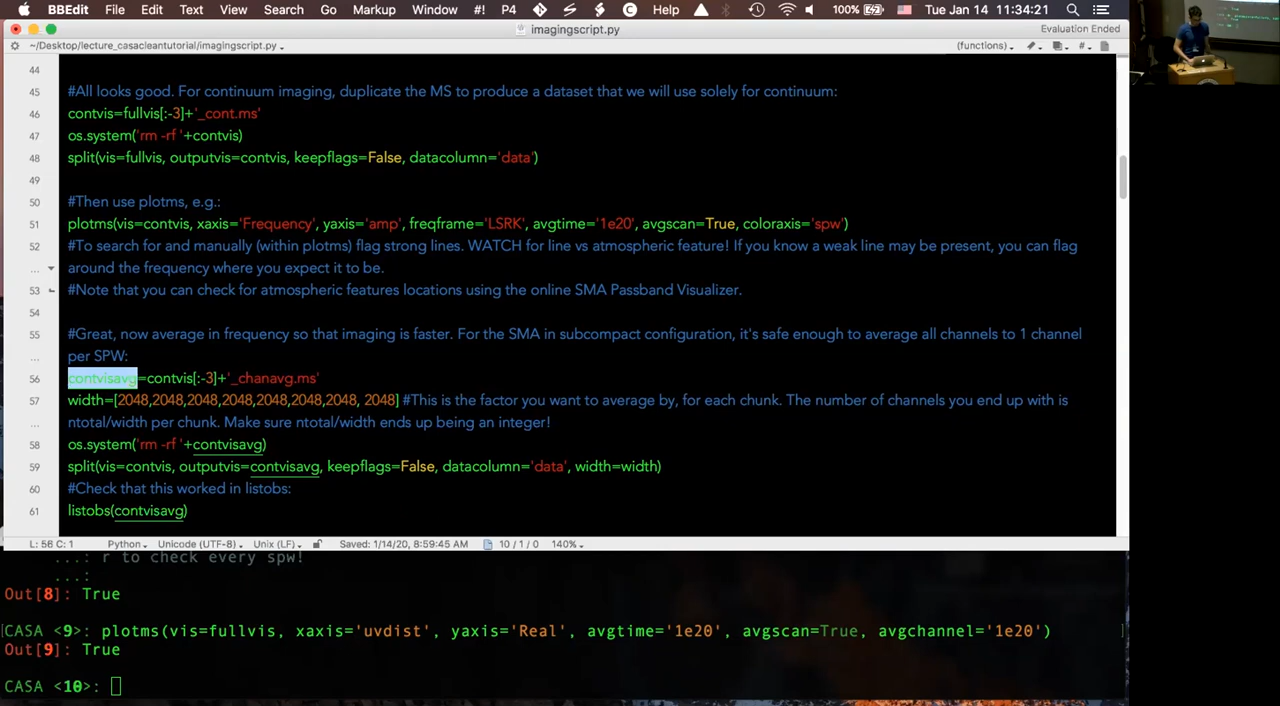 BBEdit File Edit Text View Search Go Markup Window #! P4 Help 100% Tue Jan 14 11:34:21
imagingscript.py Evaluation Ended
~/Desktop/lecture_casacleantutorial/imagingscript.py (functions) #
44
45 #All looks good. For continuum imaging, duplicate the MS to produce a dataset that we will use solely for continuum:
46 contvis=fullvis[:-3]+'_cont.ms'
47 os.system('rm -rf '+contvis)
48 split(vis=fullvis, outputvis=contvis, keepflags=False, datacolumn='data')
49
50 #Then use plotms, e.g.:
51 plotms(vis=contvis, xaxis='Frequency', yaxis='amp', freqframe='LSRK', avgtime='1e20', avgscan=True, coloraxis='spw')
52 #To search for and manually (within plotms) flag strong lines. WATCH for line vs atmospheric feature! If you know a weak line may be present, you can flag
... around the frequency where you expect it to be.
53 #Note that you can check for atmospheric features locations using the online SMA Passband Visualizer.
54
55 #Great, now average in frequency so that imaging is faster. For the SMA in subcompact configuration, it's safe enough to average all channels to 1 channel
... per SPW:
56 contvisavg=contvis[:-3]+'_chanavg.ms'
57 width=[2048,2048,2048,2048,2048,2048,2048, 2048] #This is the factor you want to average by, for each chunk. The number of channels you end up with is
... ntotal/width per chunk. Make sure ntotal/width ends up being an integer!
58 os.system('rm -rf '+contvisavg)
59 split(vis=contvis, outputvis=contvisavg, keepflags=False, datacolumn='data', width=width)
60 #Check that this worked in listobs:
61 listobs(contvisavg)
L: 56 C: 1 Python Unicode (UTF-8) Unix (LF) Saved: 1/14/20, 8:59:45 AM 10 / 1 / 0 140%
...: r to check every spw!
...:
Out[8]: True
CASA <9>: plotms(vis=fullvis, xaxis='uvdist', yaxis='Real', avgtime='1e20', avgscan=True, avgchannel='1e20')
Out[9]: True
CASA <10>: